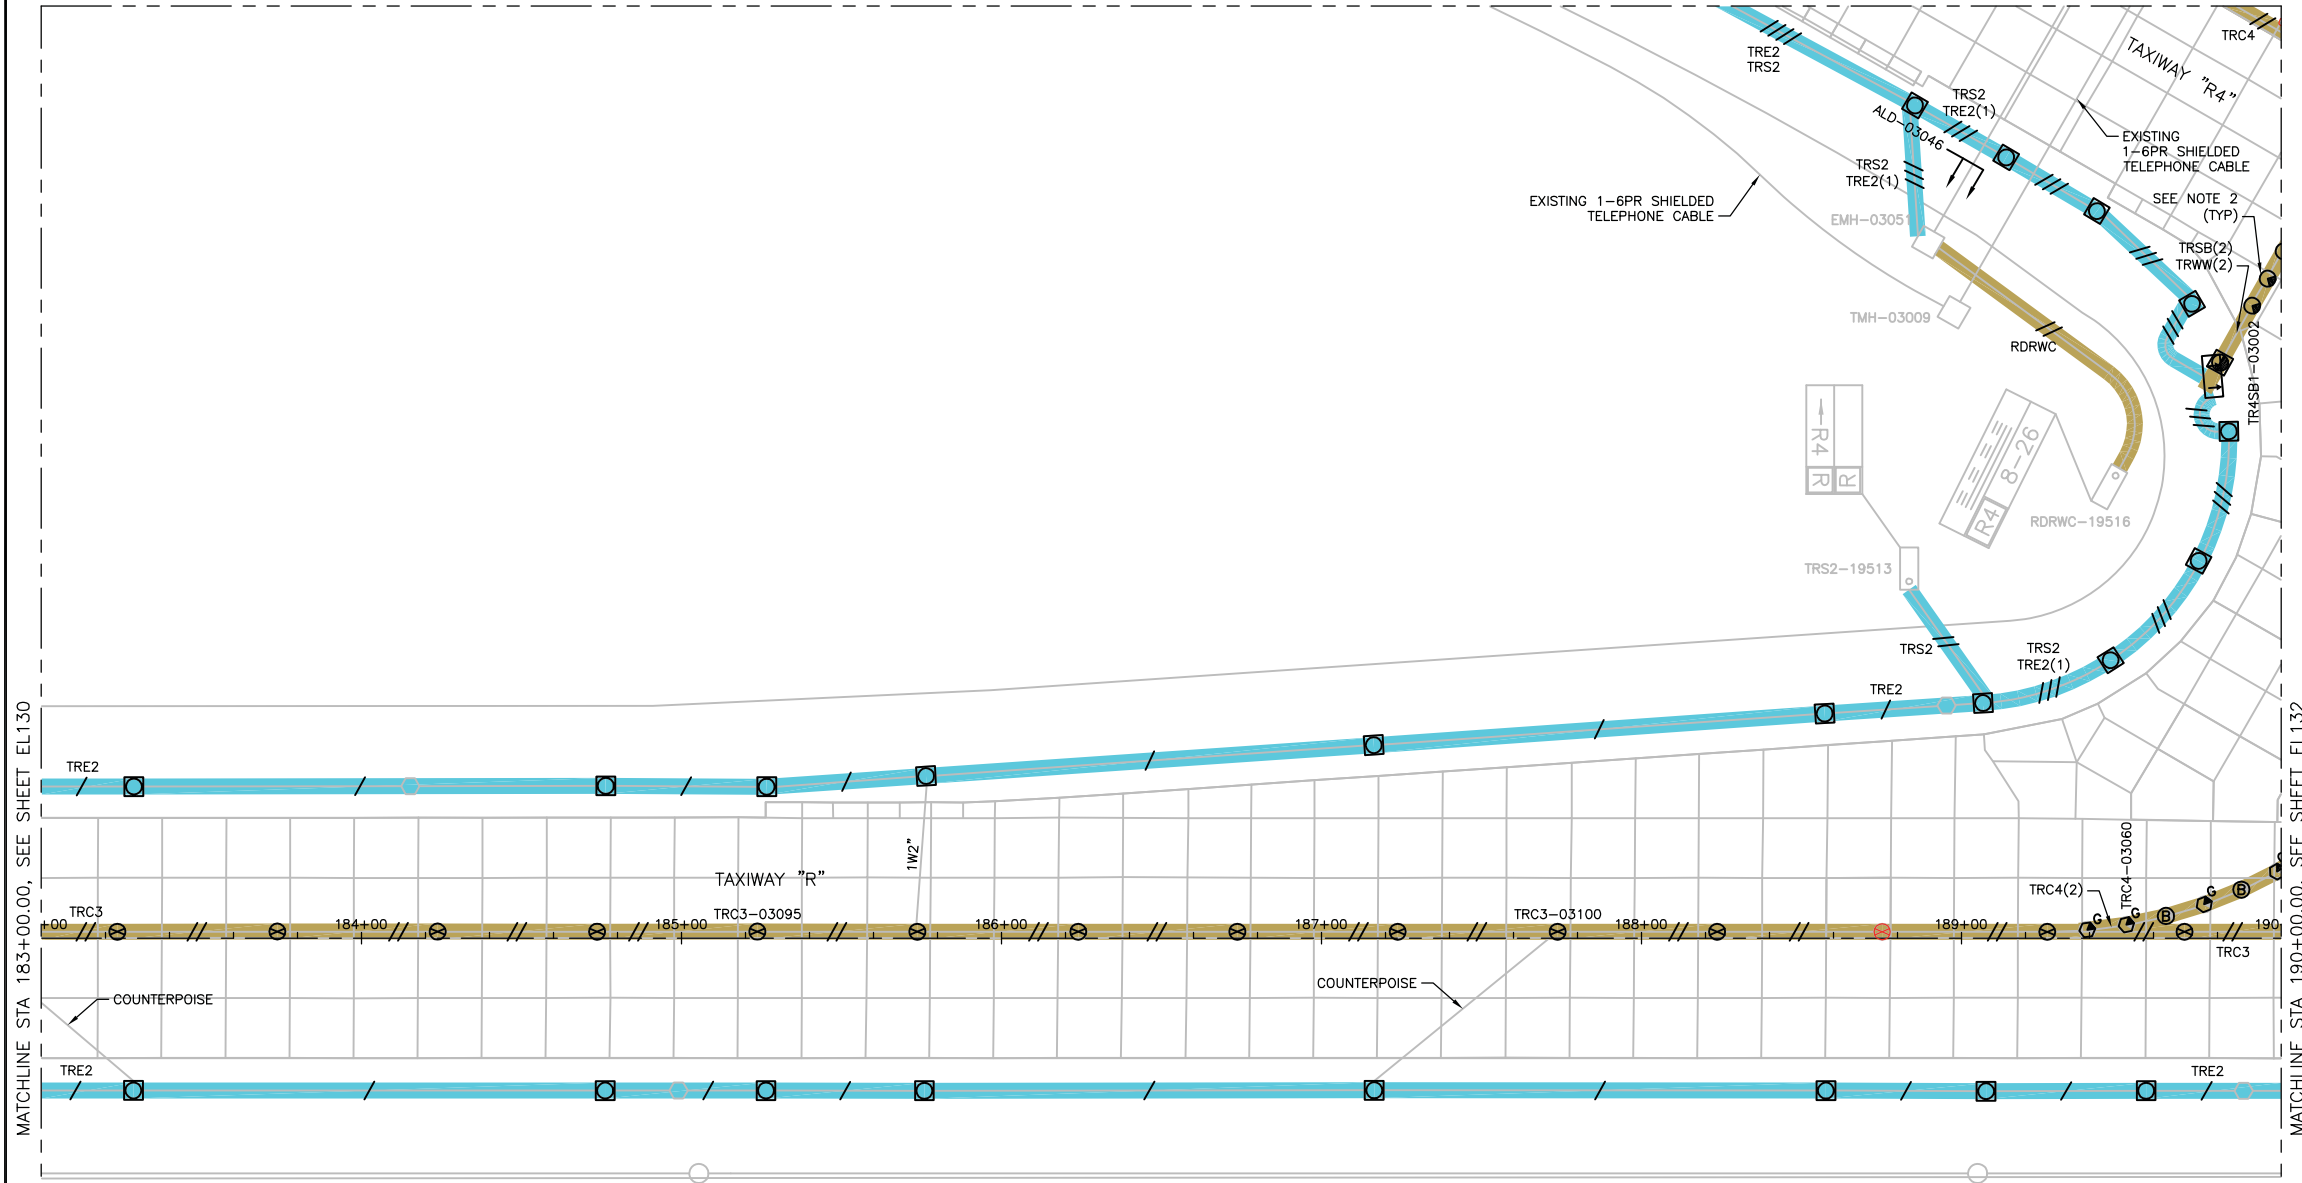 TRC4
TAXIWAY "R4"
TRE2
TRS2
TRS2
TRE2(1)
ALD-03046
EXISTING
1-6PR SHIELDED
TELEPHONE CABLE
TRS2
TRE2(1)
EXISTING 1-6PR SHIELDED
TELEPHONE CABLE
SEE NOTE 2
(TYP)
EMH-03051
TRSB(2)
TRWW(2)
TMH-03009
RDRWC
TR4SB1-03002
R4
R
R
8-26
R4
RDRWC-19516
TRS2-19513
TRS2
TRS2
TRE2(1)
TRE2
TRE2
MATCHLINE STA 183+00.00, SEE SHEET EL130
MATCHLINE STA 190+00.00, SEE SHEET EL132
1W2"
TAXIWAY "R"
TRC4-03060
TRC4(2)
G
G
B
G
B
TRC3
TRC3-03095
TRC3-03100
+00
184+00
185+00
186+00
187+00
188+00
189+00
190
TRC3
COUNTERPOISE
COUNTERPOISE
TRE2
TRE2